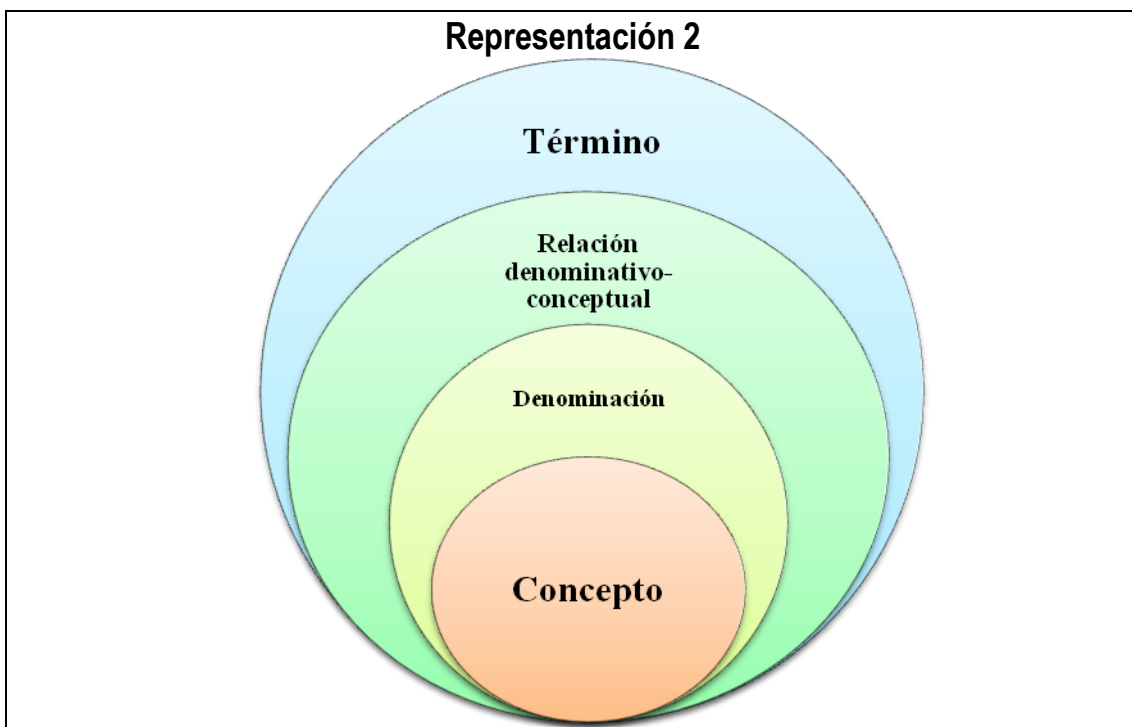 Representación 2
Término
Relación
denominativo-
conceptual
Denominación
Concepto